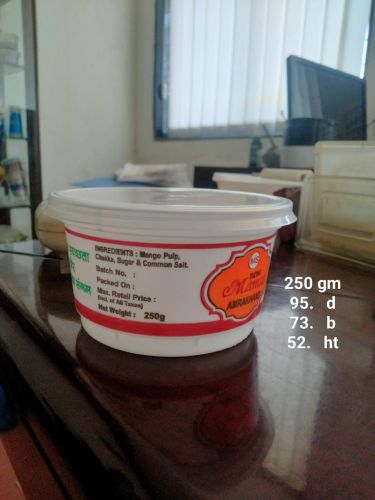 INGREDIENTS : Mango Pulp,
Chakka, Sugar & Common Salt.
Batch No. :
Packed On :
Max. Retail Price :
(Incl. of All Taxes)
Net Weight : 250g
MS
AMRAKHAND
250 gm
95. d
73. b
52. ht